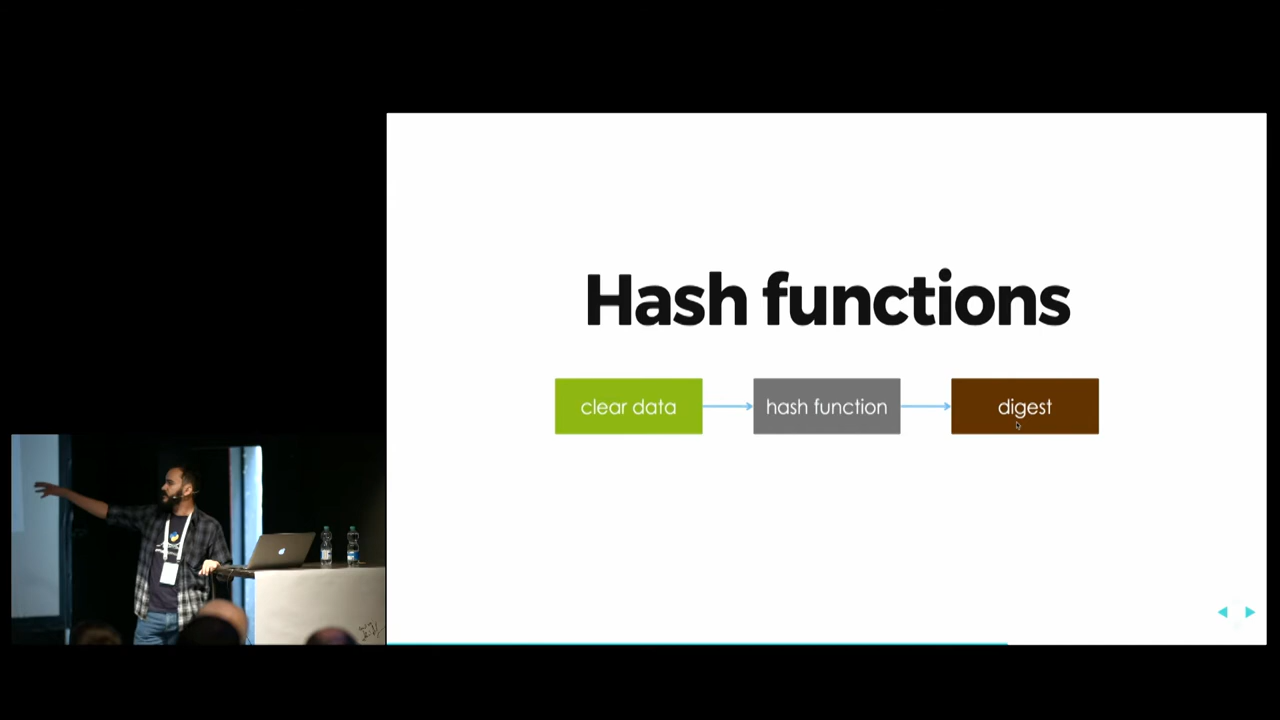 Hash functions
clear data
hash function
digest